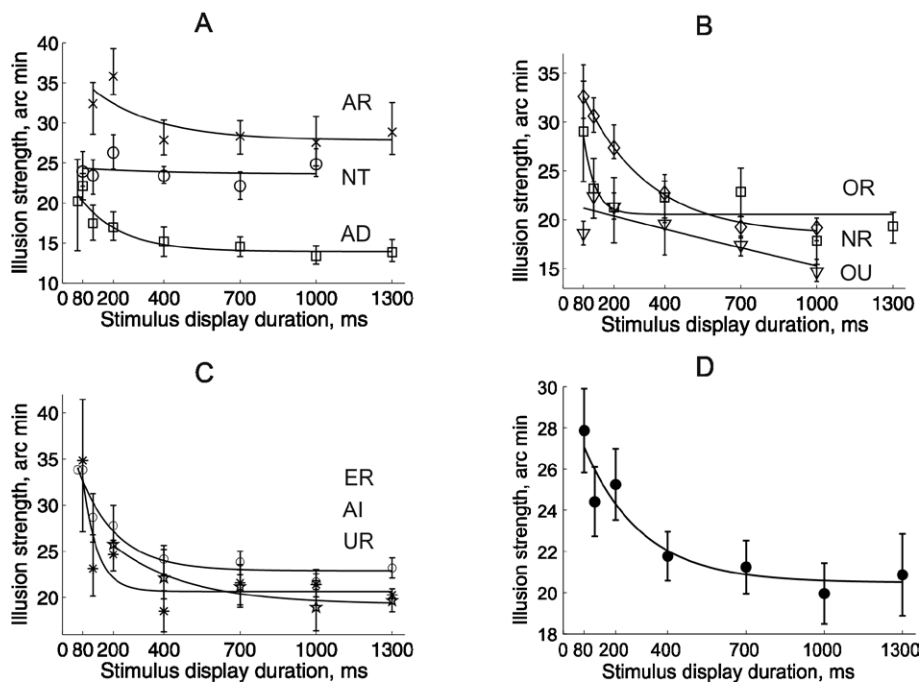 A
Illusion strength, arc min
40
35
30
25
20
15
10
AR
NT
AD
0 80 200 400 700 1000 1300
Stimulus display duration, ms
B
Illusion strength, arc min
35
30
25
20
15
OR
NR
OU
0 80 200 400 700 1000 1300
Stimulus display duration, ms
C
Illusion strength, arc min
40
35
30
25
20
ER
AI
UR
0 80 200 400 700 1000 1300
Stimulus display duration, ms
D
Illusion strength, arc min
30
28
26
24
22
20
18
0 80 200 400 700 1000 1300
Stimulus display duration, ms